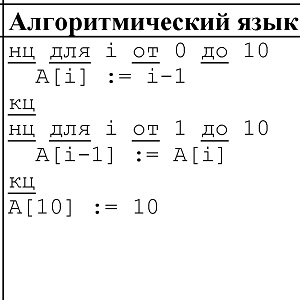 Алгоритмический язык
нц для i от 0 до 10
A[i] := i-1
кц
нц для i от 1 до 10
A[i-1] := A[i]
кц
A[10] := 10